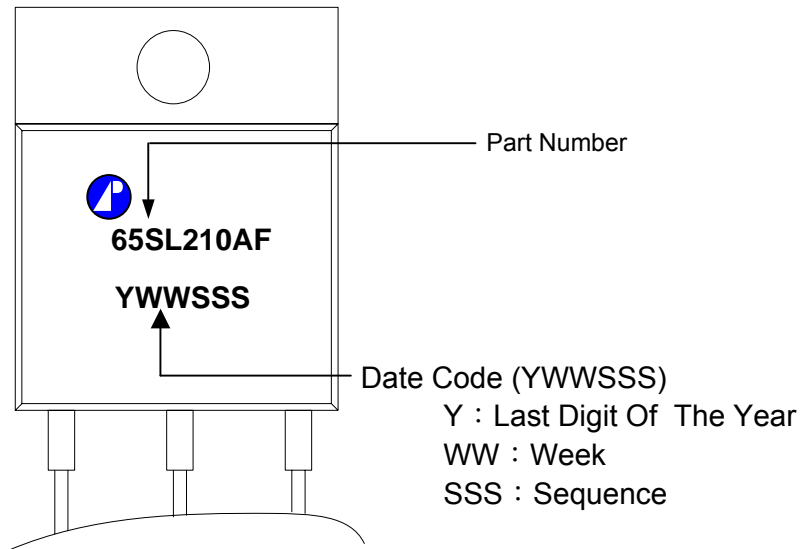 Part Number
65SL210AF
YWWSSS
Date Code (YWWSSS)
Y：Last Digit Of The Year
WW：Week
SSS：Sequence